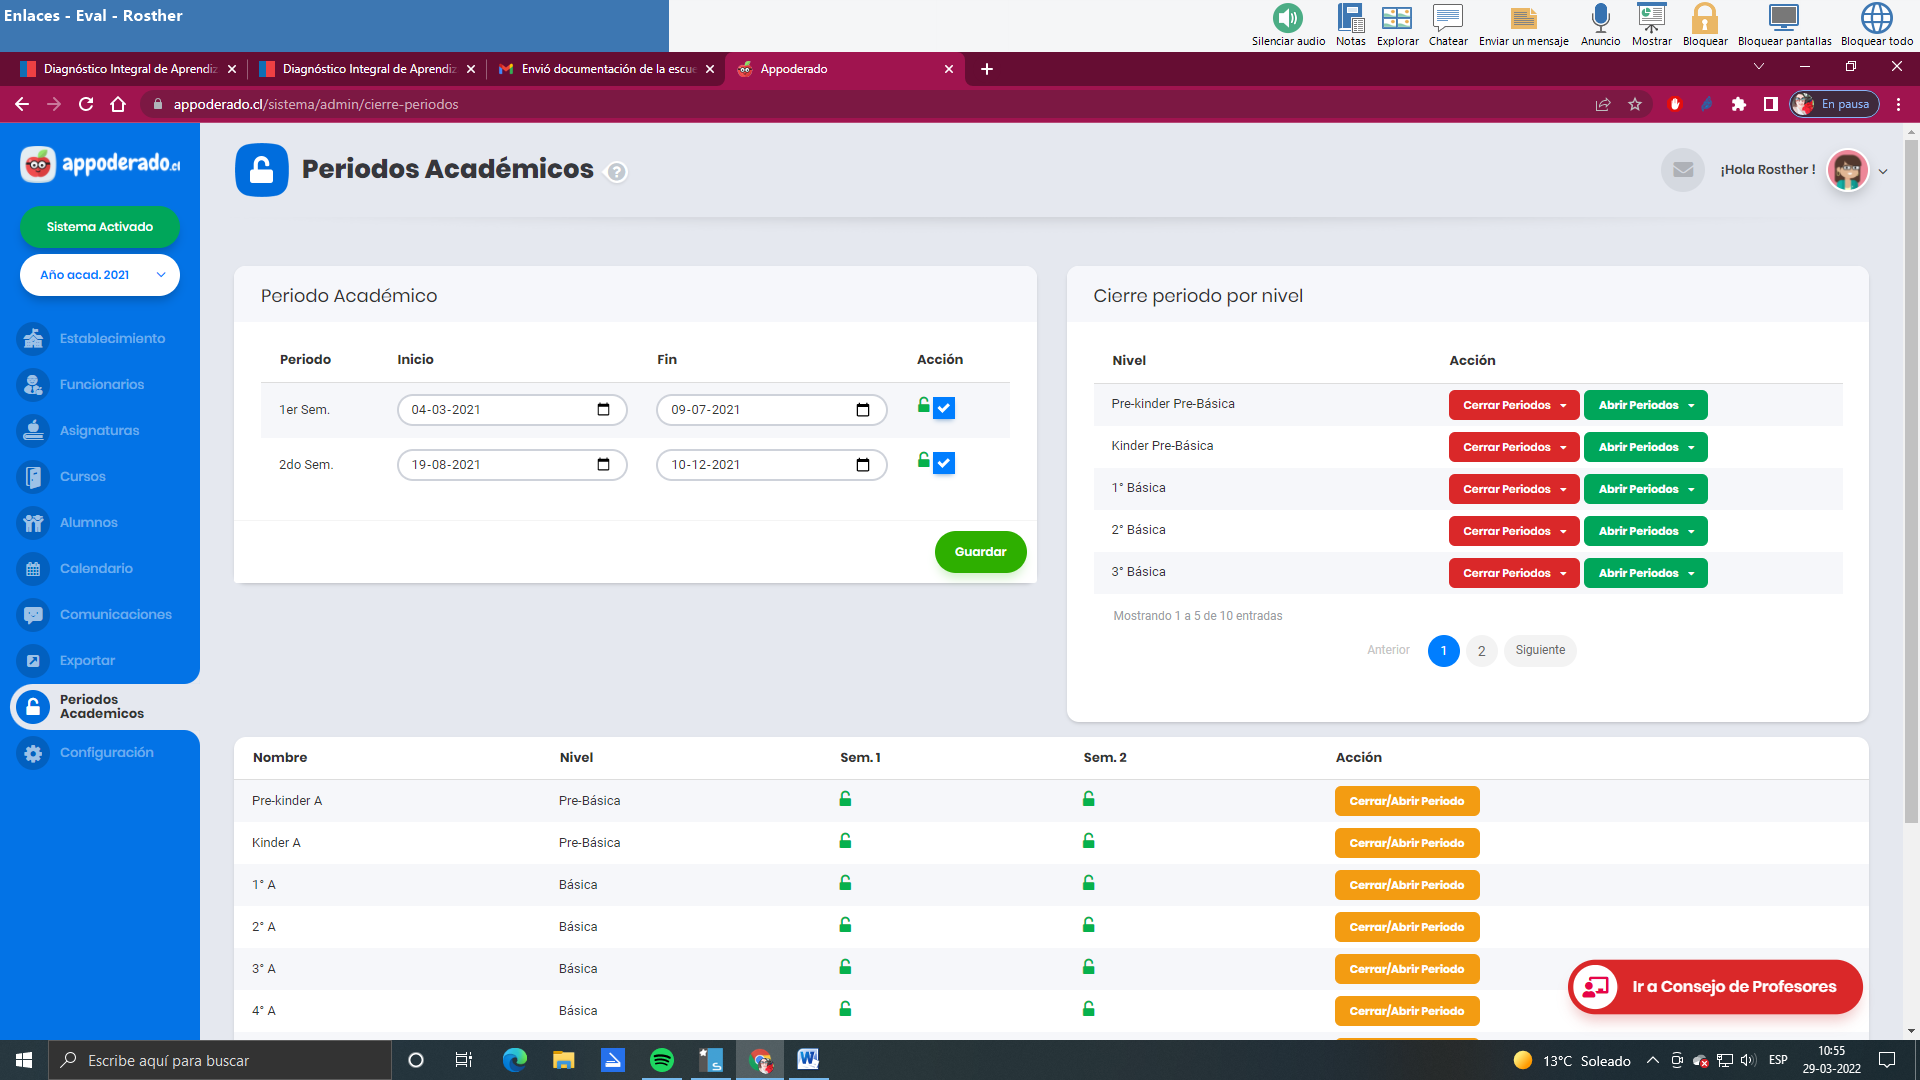 Enlaces - Eval - Rosther
Silenciar audio
Notas
Explorar
Chatear
Enviar un mensaje
Anuncio
Mostrar
Bloquear
Bloquear pantallas
Bloquear todo
Diagnóstico Integral de Aprendiz
Diagnóstico Integral de Aprendiz
Envió documentación de la escue
Appoderado
appoderado.cl/sistema/admin/cierre-periodos
En pausa
appoderado.cl
Periodos Académicos
?
¡Hola Rosther !
Sistema Activado
Año acad. 2021
Establecimiento
Funcionarios
Asignaturas
Cursos
Alumnos
Calendario
Comunicaciones
Exportar
Periodos
Academicos
Configuración
Periodo Académico
Periodo Inicio Fin Acción
1er Sem. 04-03-2021 09-07-2021
2do Sem. 19-08-2021 10-12-2021
Guardar
Cierre periodo por nivel
Nivel Acción
Pre-kinder Pre-Básica Cerrar Periodos Abrir Periodos
Kinder Pre-Básica Cerrar Periodos Abrir Periodos
1° Básica Cerrar Periodos Abrir Periodos
2° Básica Cerrar Periodos Abrir Periodos
3° Básica Cerrar Periodos Abrir Periodos
Mostrando 1 a 5 de 10 entradas
Anterior 1 2 Siguiente
Nombre Nivel Sem. 1 Sem. 2 Acción
Pre-kinder A Pre-Básica Cerrar/Abrir Periodo
Kinder A Pre-Básica Cerrar/Abrir Periodo
1° A Básica Cerrar/Abrir Periodo
2° A Básica Cerrar/Abrir Periodo
3° A Básica Cerrar/Abrir Periodo
4° A Básica Cerrar/Abrir Periodo
Ir a Consejo de Profesores
Escribe aquí para buscar
13°C Soleado
ESP
10:55
29-03-2022